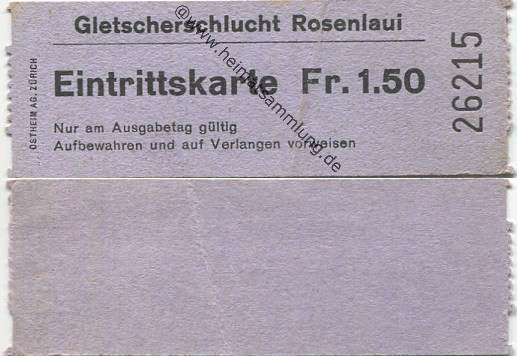 Gletscherschlucht Rosenlaui
Eintrittskarte Fr. 1.50
Nur am Ausgabetag gültig
Aufbewahren und auf Verlangen vorweisen
OSTHEIM AG. ZÜRICH
26215
@www.heimatsammlung.de